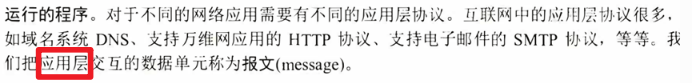 运行的程序。对于不同的网络应用需要有不同的应用层协议。互联网中的应用层协议很多，
如域名系统 DNS、支持万维网应用的 HTTP 协议、支持电子邮件的 SMTP 协议，等等。我
们把应用层交互的数据单元称为报文(message)。